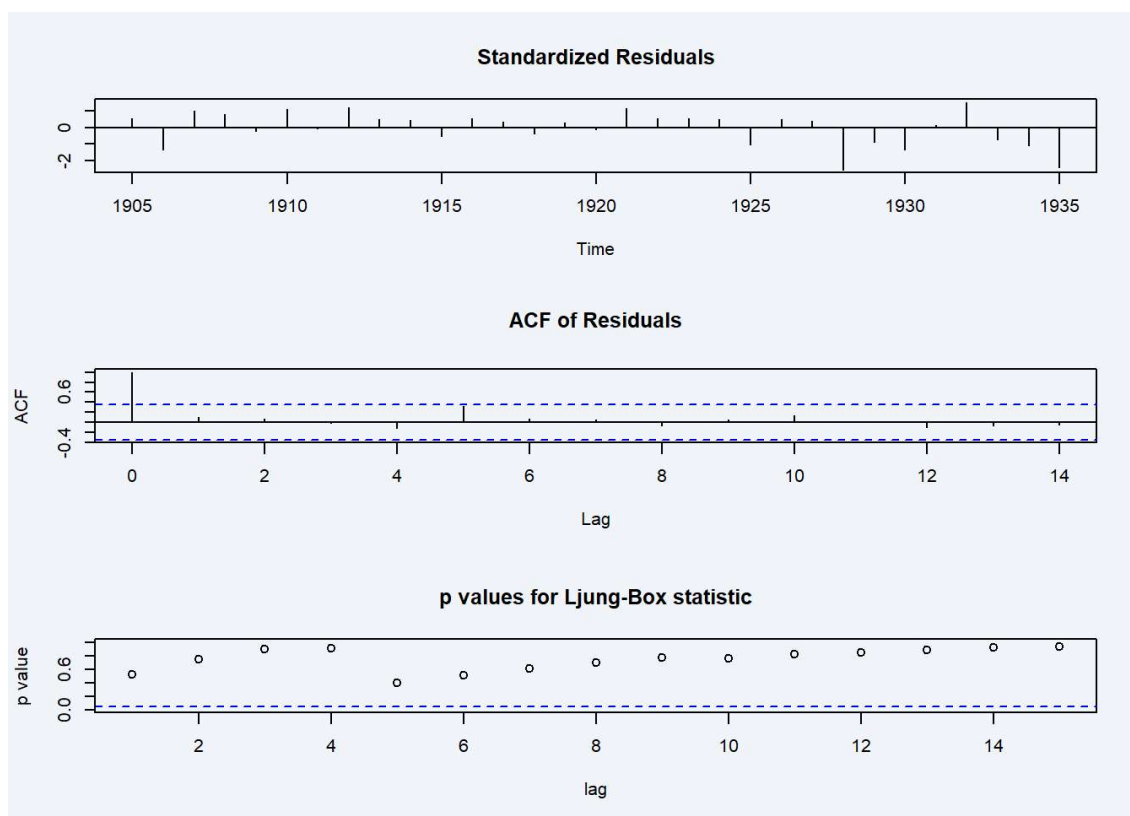 Standardized Residuals
0
-2
1905 1910 1915 1920 1925 1930 1935
Time
ACF of Residuals
ACF
0.6
-0.4
0 2 4 6 8 10 12 14
Lag
p values for Ljung-Box statistic
p value
0.6
0.0
2 4 6 8 10 12 14
lag